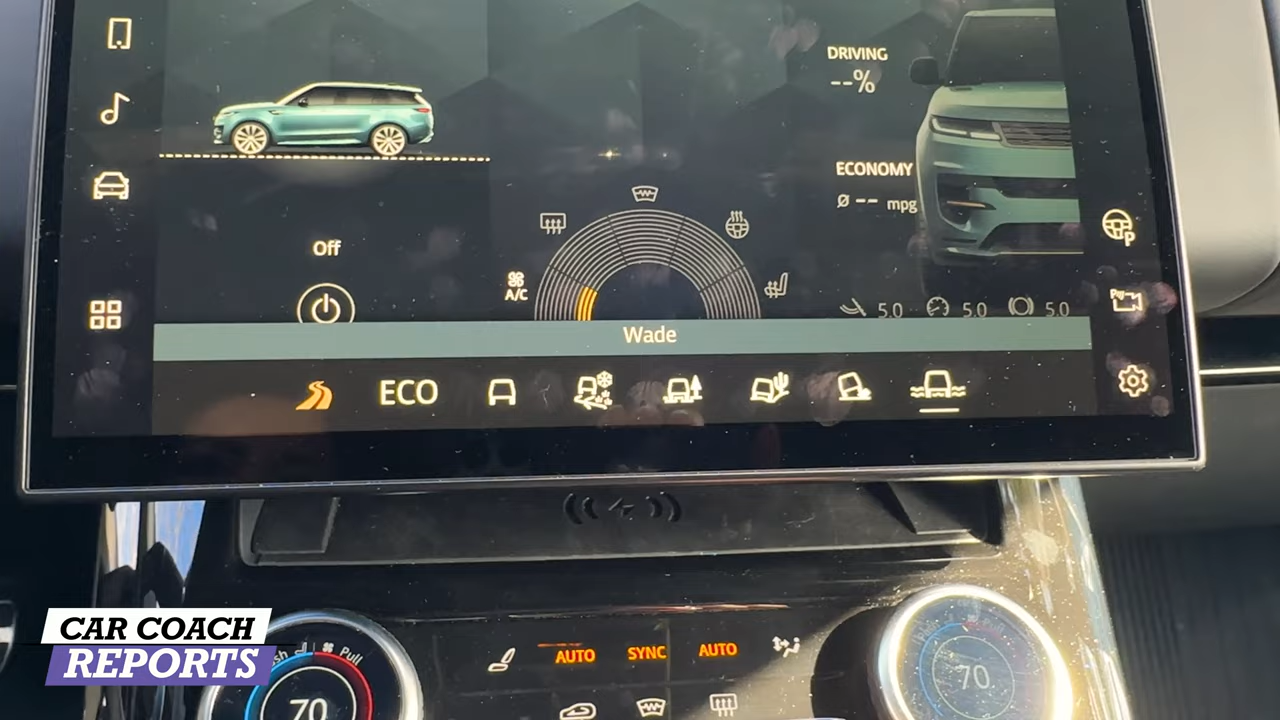 DRIVING
--%
ECONOMY
Ø -- mpg
Off
A/C
5.0 5.0 5.0
Wade
ECO
P
AUTO SYNC AUTO
Pull
70
70
CAR COACH
REPORTS